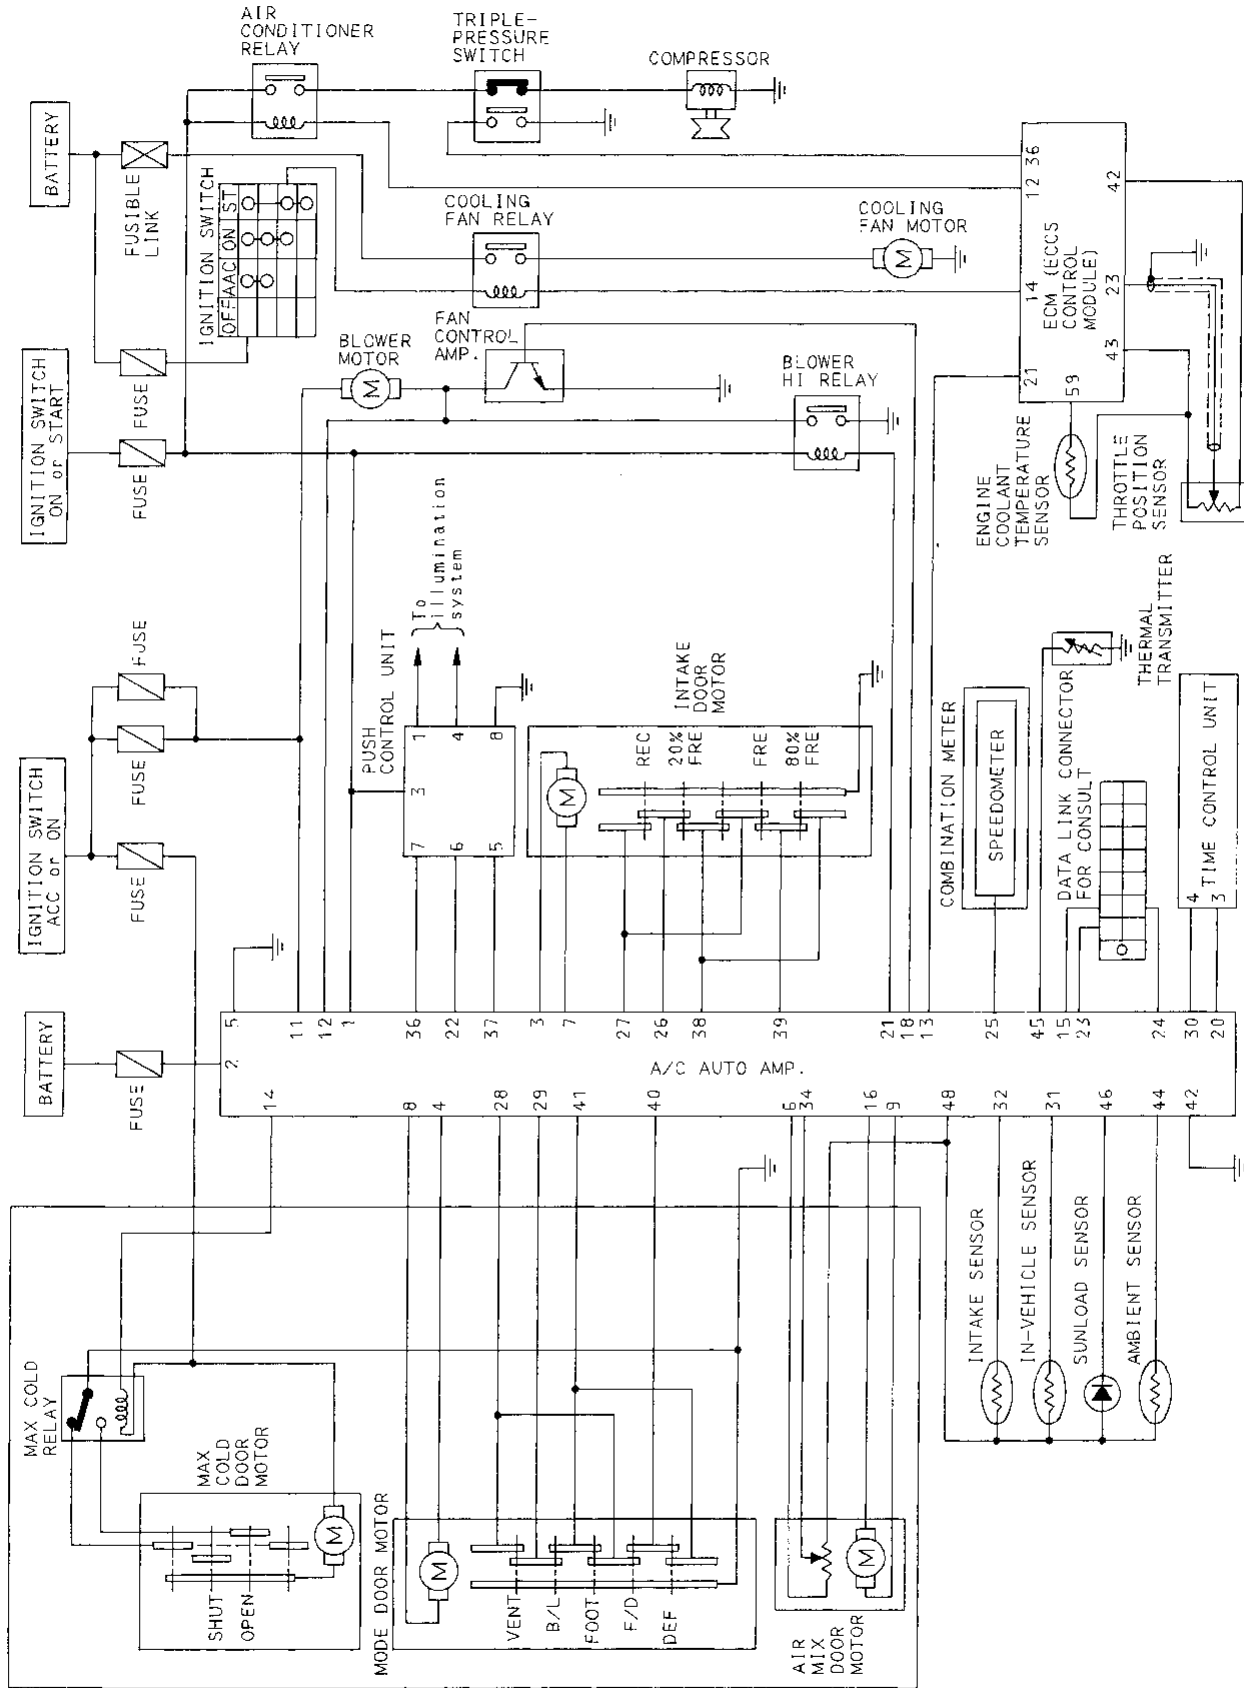 AIR
CONDITIONER
RELAY
TRIPLE-
PRESSURE
SWITCH
COMPRESSOR
BATTERY
FUSIBLE
LINK
IGNITION SWITCH
OFF AAC ON ST
COOLING
FAN RELAY
COOLING
FAN MOTOR
M
36
12
42
14
ECM (ECCS
CONTROL
MODULE)
23
43
21
59
FAN
CONTROL
AMP.
BLOWER
MOTOR
M
BLOWER
HI RELAY
IGNITION SWITCH
ON or START
FUSE
FUSE
ENGINE
COOLANT
TEMPERATURE
SENSOR
THROTTLE
POSITION
SENSOR
To
illumination
system
PUSH
CONTROL UNIT
1
4
8
3
7
6
5
INTAKE
DOOR
MOTOR
M
REC
20%
FRE
FRE
80%
FRE
THERMAL
TRANSMITTER
COMBINATION METER
SPEEDOMETER
DATA LINK CONNECTOR
FOR CONSULT
TIME CONTROL UNIT
4
3
IGNITION SWITCH
ACC or ON
FUSE
FUSE
FUSE
BATTERY
FUSE
5
11
12
1
36
22
37
3
7
27
26
38
39
21
18
13
25
45
15
23
24
30
20
2
A/C AUTO AMP.
14
8
4
28
29
41
40
6
34
16
9
48
32
31
46
44
42
MAX COLD
RELAY
MAX
COLD
DOOR
MOTOR
SHUT
OPEN
M
MODE DOOR MOTOR
M
VENT
B/L
FOOT
F/D
DEF
AIR
MIX
DOOR
MOTOR
M
INTAKE SENSOR
IN-VEHICLE SENSOR
SUNLOAD SENSOR
AMBIENT SENSOR